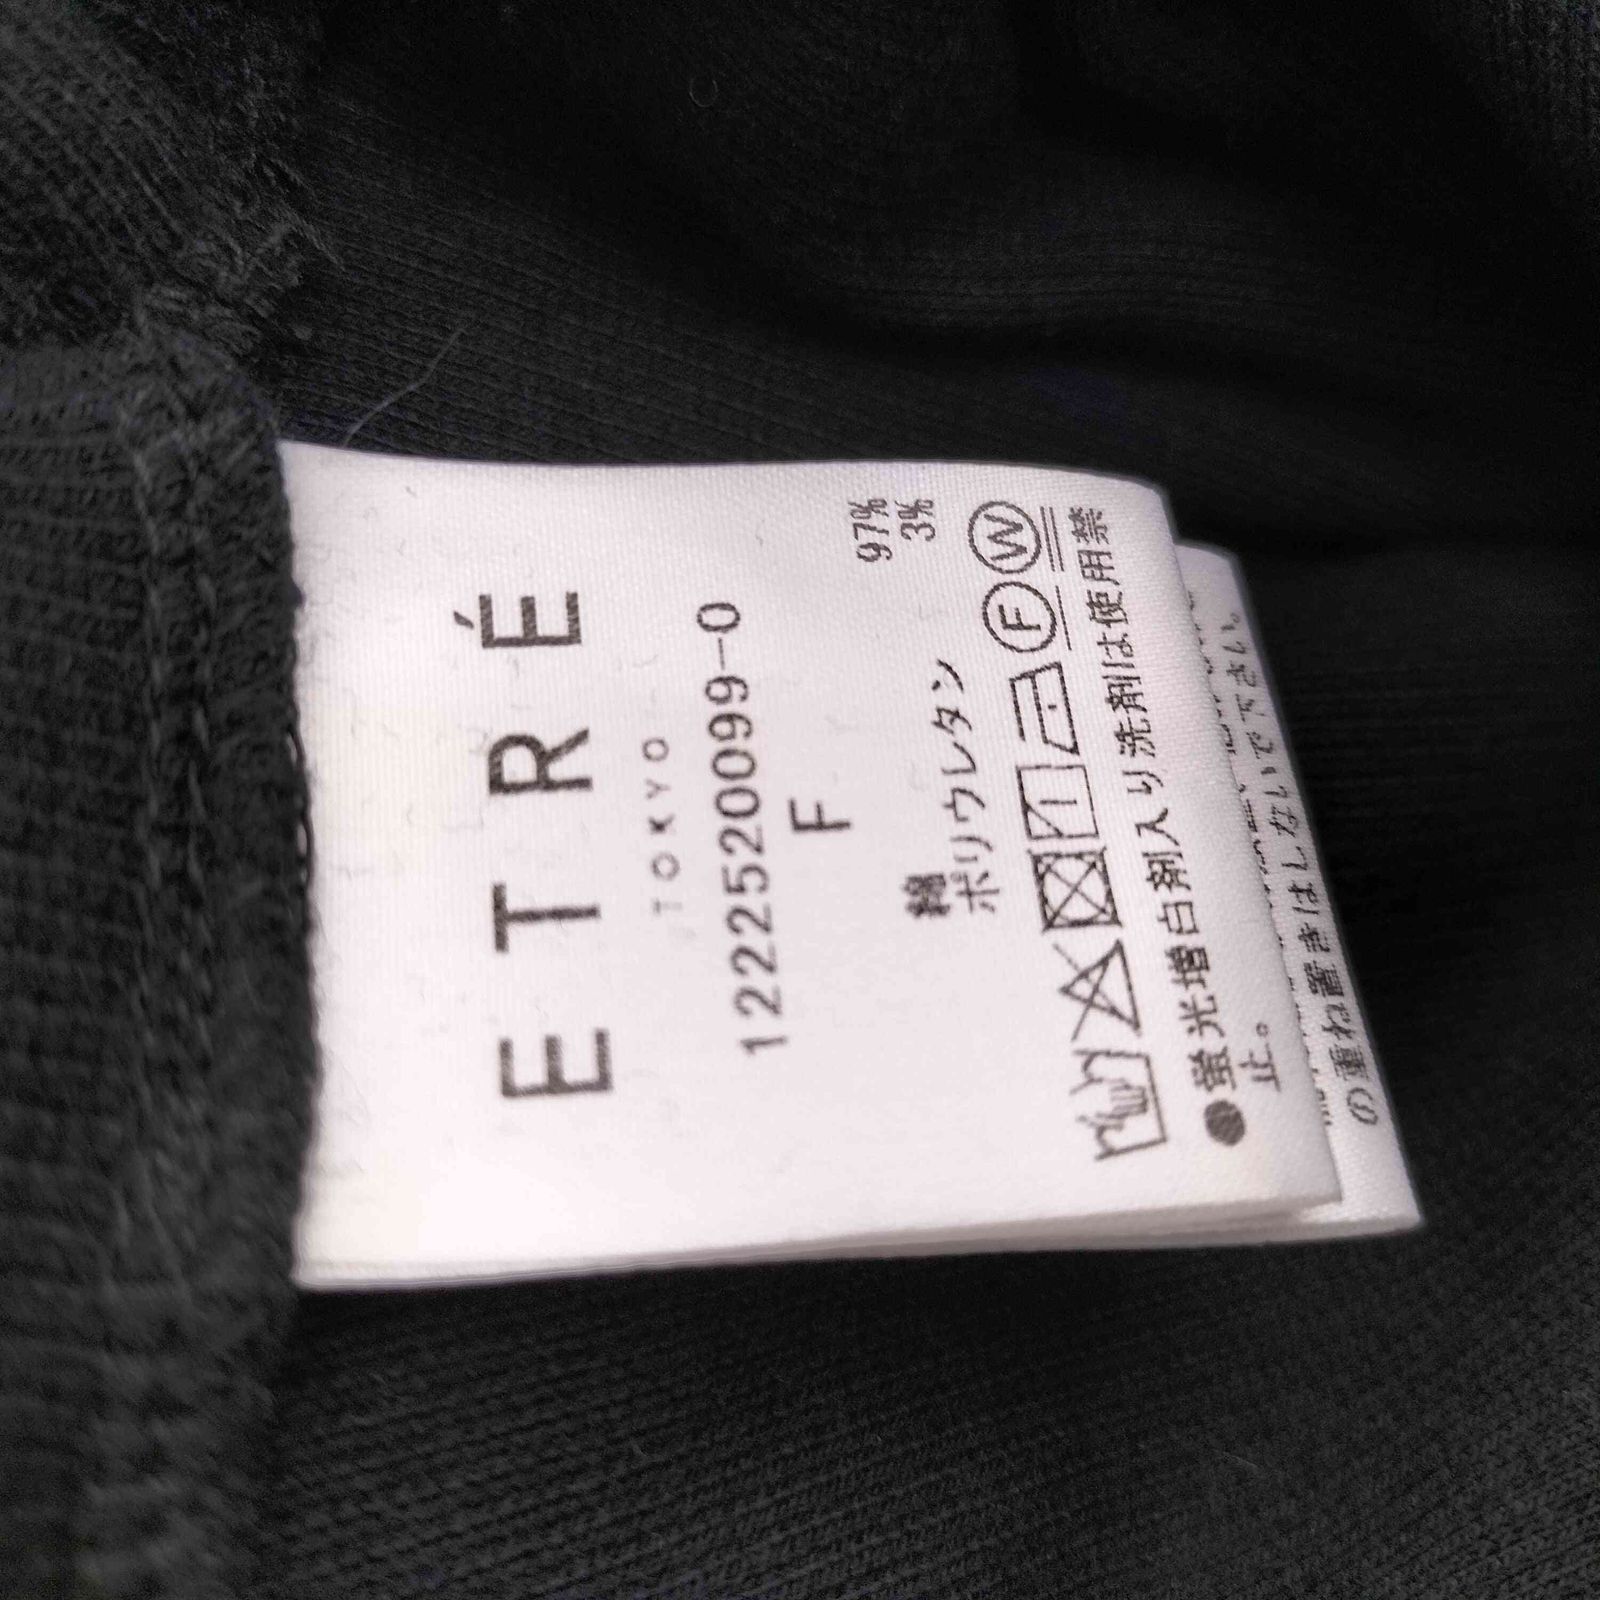 ETRÉ
TOKYO
1222520099-0
F
綿 97%
ポリウレタン 3%
F W
●蛍光増白剤入り洗剤は使用禁
止。
の重ね置きはしないで下さい。